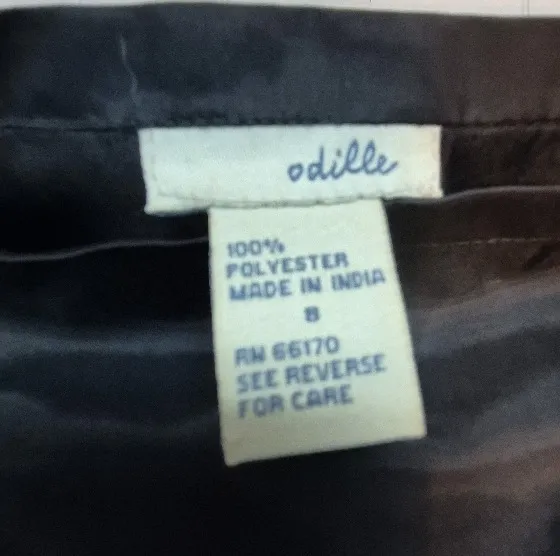 odille
100%
POLYESTER
MADE IN INDIA
8
RN 66170
SEE REVERSE
FOR CARE